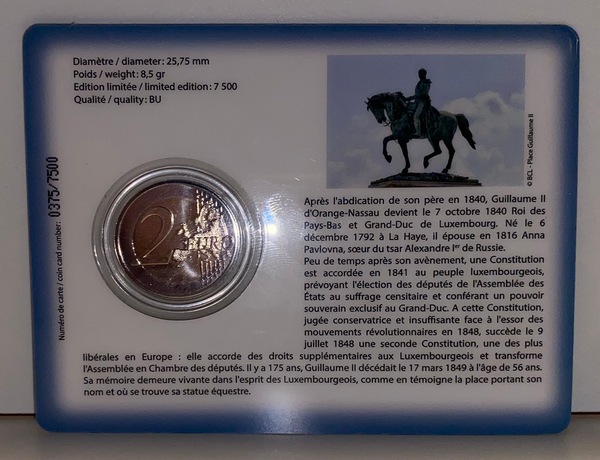 Diamètre / diameter: 25,75 mm
Poids / weight: 8,5 gr
Edition limitée / limited edition: 7 500
Qualité / quality: BU
© BCL - Place Guillaume II
Numéro de carte / coin card number: 0375/7500
2 EURO
Après l'abdication de son père en 1840, Guillaume II
d'Orange-Nassau devient le 7 octobre 1840 Roi des
Pays-Bas et Grand-Duc de Luxembourg. Né le 6
décembre 1792 à La Haye, il épouse en 1816 Anna
Pavlovna, sœur du tsar Alexandre Ier de Russie.
Peu de temps après son avènement, une Constitution
est accordée en 1841 au peuple luxembourgeois,
prévoyant l'élection des députés de l'Assemblée des
États au suffrage censitaire et conférant un pouvoir
souverain exclusif au Grand-Duc. A cette Constitution,
jugée conservatrice et insuffisante face à l'essor des
mouvements révolutionnaires en 1848, succède le 9
juillet 1848 une seconde Constitution, une des plus
libérales en Europe : elle accorde des droits supplémentaires aux Luxembourgeois et transforme
l'Assemblée en Chambre des députés. Il y a 175 ans, Guillaume II décédait le 17 mars 1849 à l'âge de 56 ans.
Sa mémoire demeure vivante dans l'esprit des Luxembourgeois, comme en témoigne la place portant son
nom et où se trouve sa statue équestre.